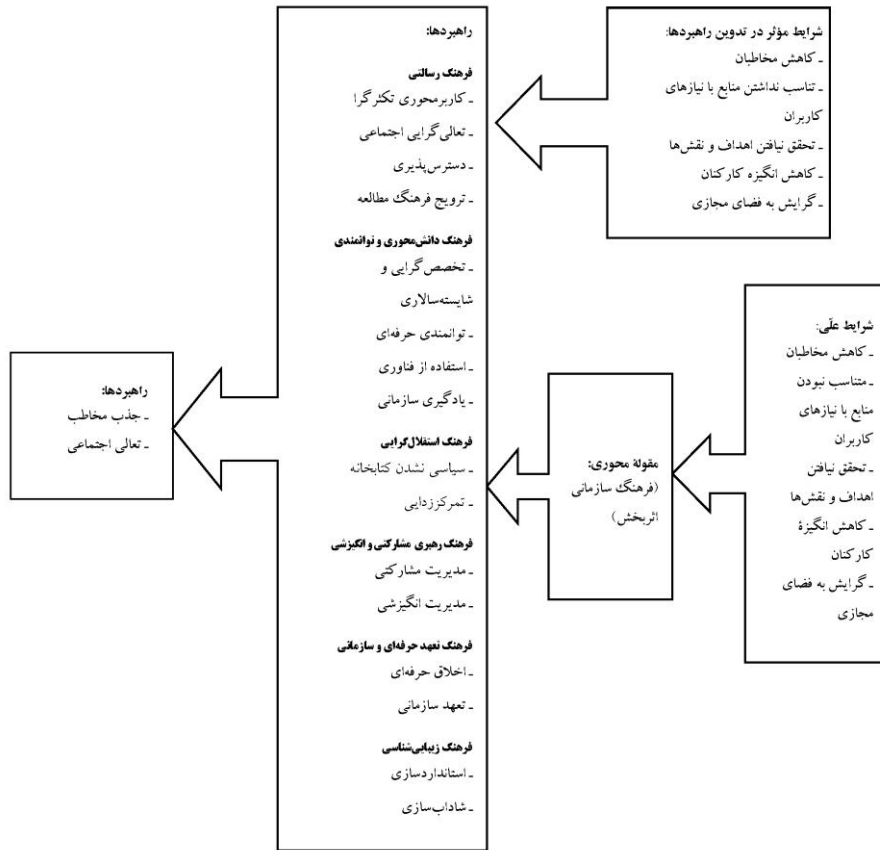 شرایط مؤثر در تدوین راهبردها:
ـ کاهش مخاطبان
ـ تناسب نداشتن منابع با نیازهای
کاربران
ـ تحقق نیافتن اهداف و نقش‌ها
ـ کاهش انگیزه کارکنان
ـ گرایش به فضای مجازی
شرایط علّی:
ـ کاهش مخاطبان
ـ متناسب نبودن
منابع با نیازهای
کاربران
ـ تحقق نیافتن
اهداف و نقش‌ها
ـ کاهش انگیزۀ
کارکنان
ـ گرایش به فضای
مجازی
مقولۀ محوری:
(فرهنگ سازمانی
اثربخش)
راهبردها:
فرهنگ رسالتی
ـ کاربرمحوری تکثرگرا
ـ تعالی‌گرایی اجتماعی
ـ دسترس‌پذیری
ـ ترویج فرهنگ مطالعه
فرهنگ دانش‌محوری و توانمندی
ـ تخصص‌گرایی و
شایسته‌سالاری
ـ توانمندی حرفه‌ای
ـ استفاده از فناوری
ـ یادگیری سازمانی
فرهنگ استقلال‌گرایی
ـ سیاسی نشدن کتابخانه
ـ تمرکززدایی
فرهنگ رهبری مشارکتی و انگیزشی
ـ مدیریت مشارکتی
ـ مدیریت انگیزشی
فرهنگ تعهد حرفه‌ای و سازمانی
ـ اخلاق حرفه‌ای
ـ تعهد سازمانی
فرهنگ زیبایی‌شناسی
ـ استانداردسازی
ـ شاداب‌سازی
راهبردها:
ـ جذب مخاطب
ـ تعالی اجتماعی